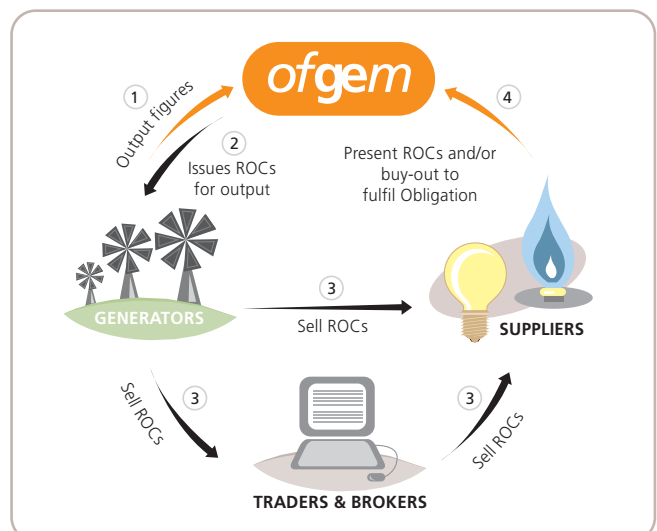 ofgem
1
Output figures
2
Issues ROCs
for output
4
Present ROCs and/or
buy-out to
fulfil Obligation
GENERATORS
3
Sell ROCs
SUPPLIERS
3
Sell ROCs
3
Sell ROCs
TRADERS & BROKERS